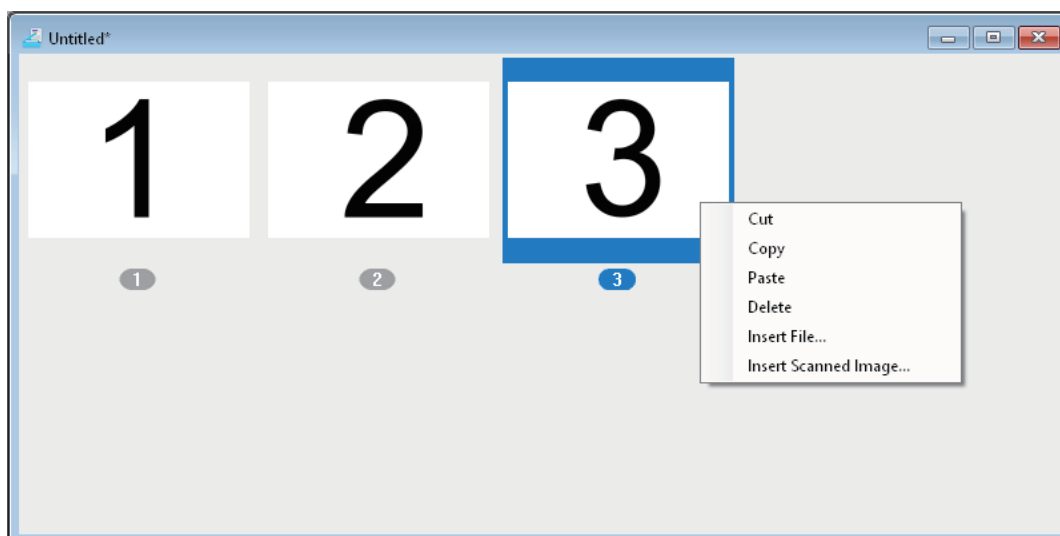 Untitled*
1 2 3
1 2 3
Cut
Copy
Paste
Delete
Insert File...
Insert Scanned Image...